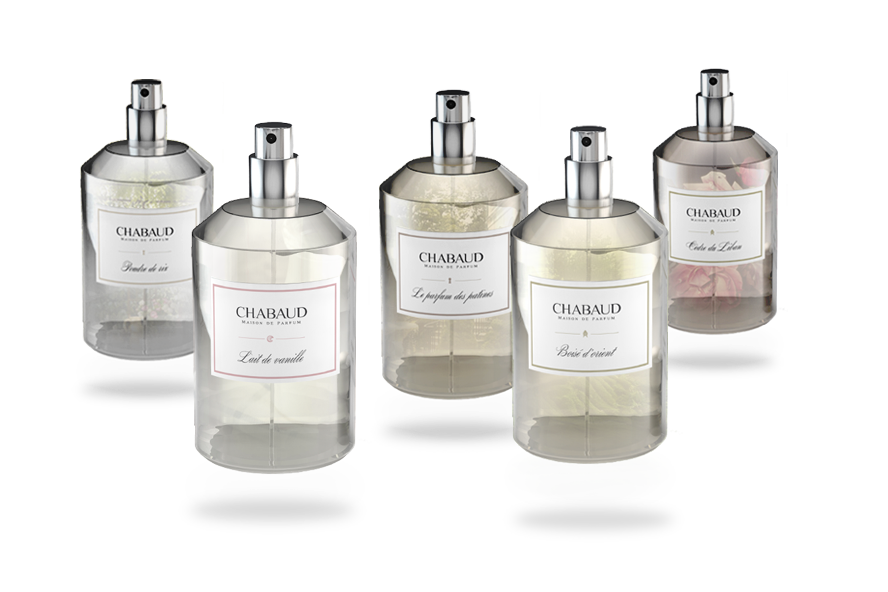 CHABAUD
MAISON DE PARFUM
Poudre de riz
CHABAUD
MAISON DE PARFUM
Lait de vanille
CHABAUD
MAISON DE PARFUM
Le parfum des patines
CHABAUD
MAISON DE PARFUM
Boisé d'orient
CHABAUD
MAISON DE PARFUM
Cèdre du Liban